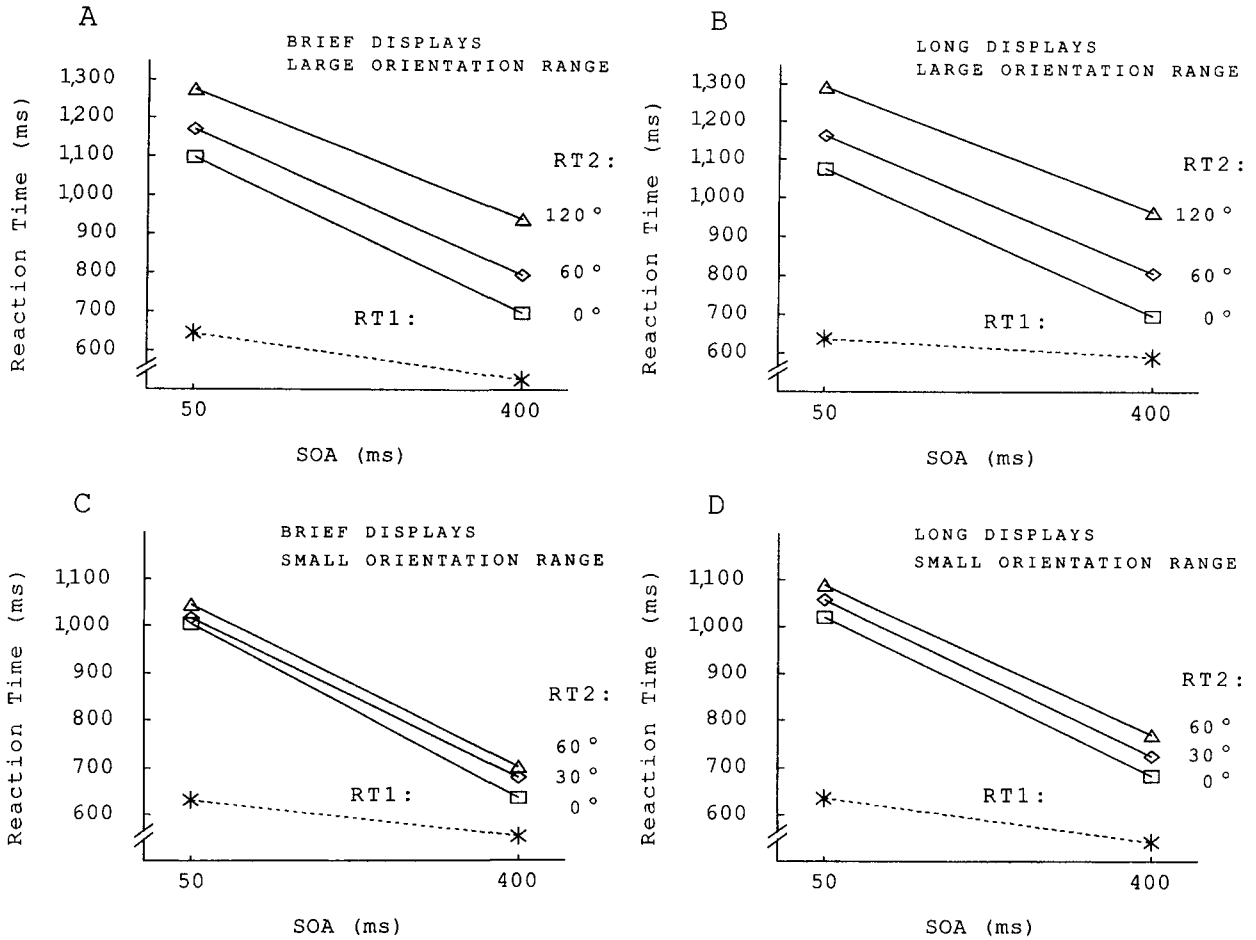 A
BRIEF DISPLAYS
LARGE ORIENTATION RANGE
Reaction Time (ms)
1,300
1,200
1,100
1,000
900
800
700
600
RT2:
120°
60°
0°
RT1:
50
400
SOA (ms)
B
LONG DISPLAYS
LARGE ORIENTATION RANGE
Reaction Time (ms)
1,300
1,200
1,100
1,000
900
800
700
600
RT2:
120°
60°
0°
RT1:
50
400
SOA (ms)
C
BRIEF DISPLAYS
SMALL ORIENTATION RANGE
Reaction Time (ms)
1,100
1,000
900
800
700
600
RT2:
60°
30°
0°
RT1:
50
400
SOA (ms)
D
LONG DISPLAYS
SMALL ORIENTATION RANGE
Reaction Time (ms)
1,100
1,000
900
800
700
600
RT2:
60°
30°
0°
RT1:
50
400
SOA (ms)